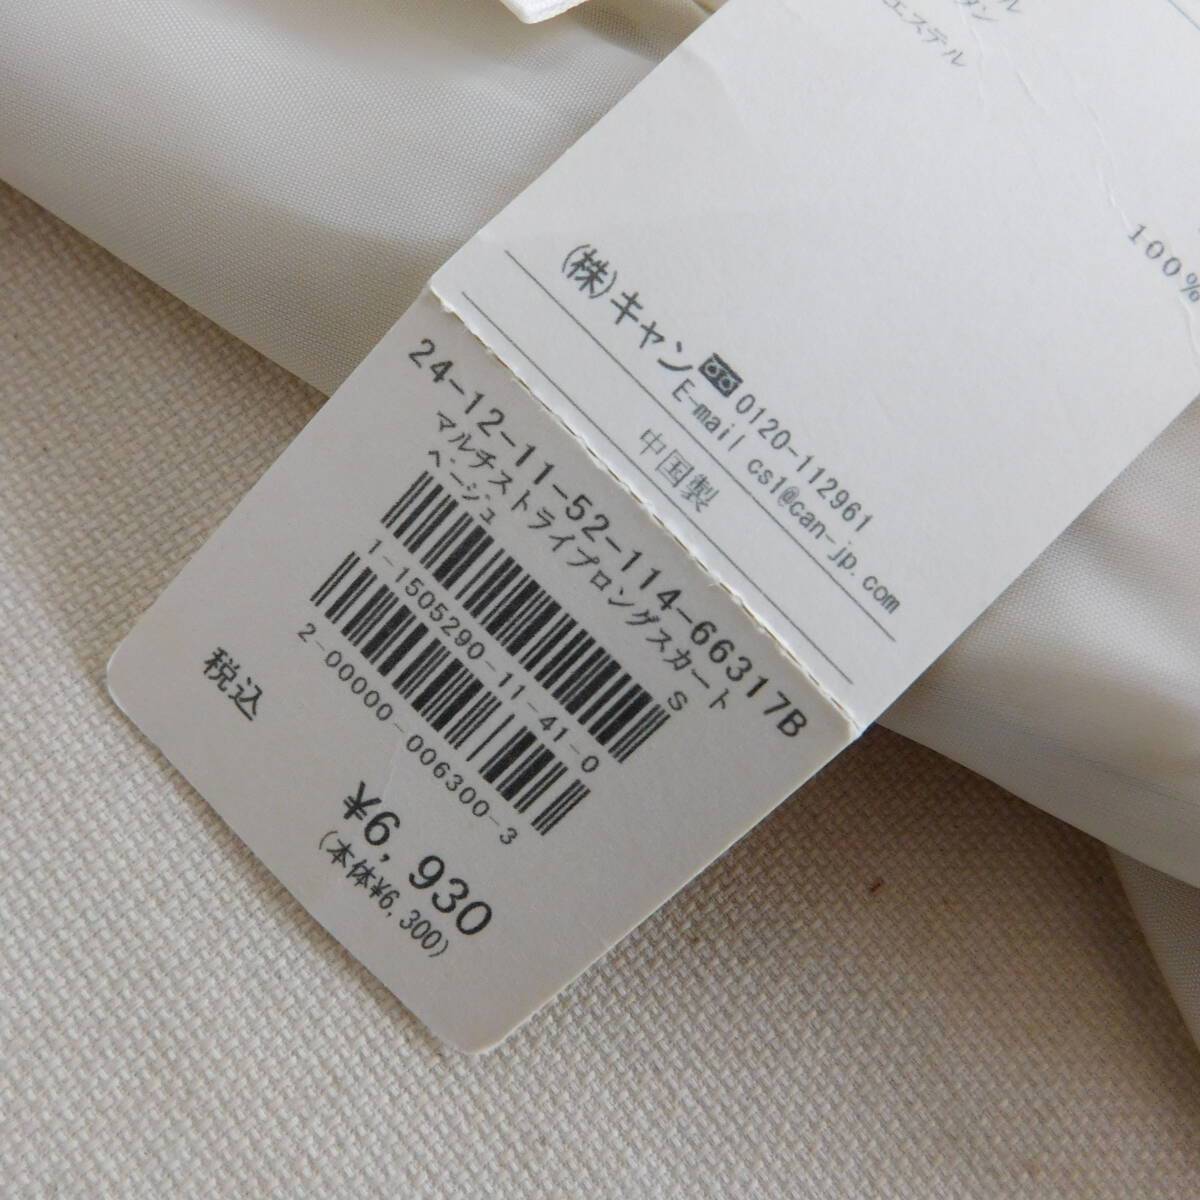 エステル
100%
(株)キャン 0120-112961
E-mail cs1@can-jp.com
中国製
24-12-11-52-114-66317B
マルチストライプロングスカート
ベージュ S
1-1505290-11-41-0
2-00000-006300-3
税込
¥6,930
(本体¥6,300)